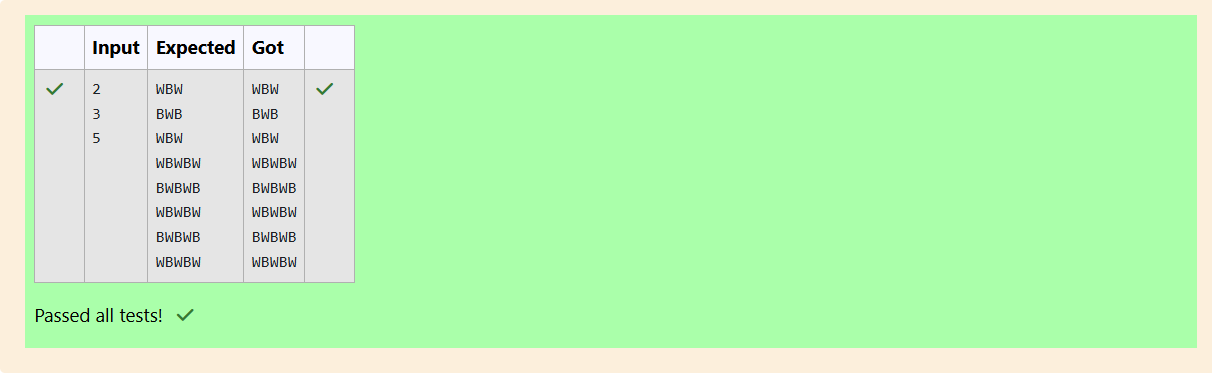 Input Expected Got
2 WBW WBW
3 BWB BWB
5 WBW WBW
WBWBW WBWBW
BWBWB BWBWB
WBWBW WBWBW
BWBWB BWBWB
WBWBW WBWBW
Passed all tests!